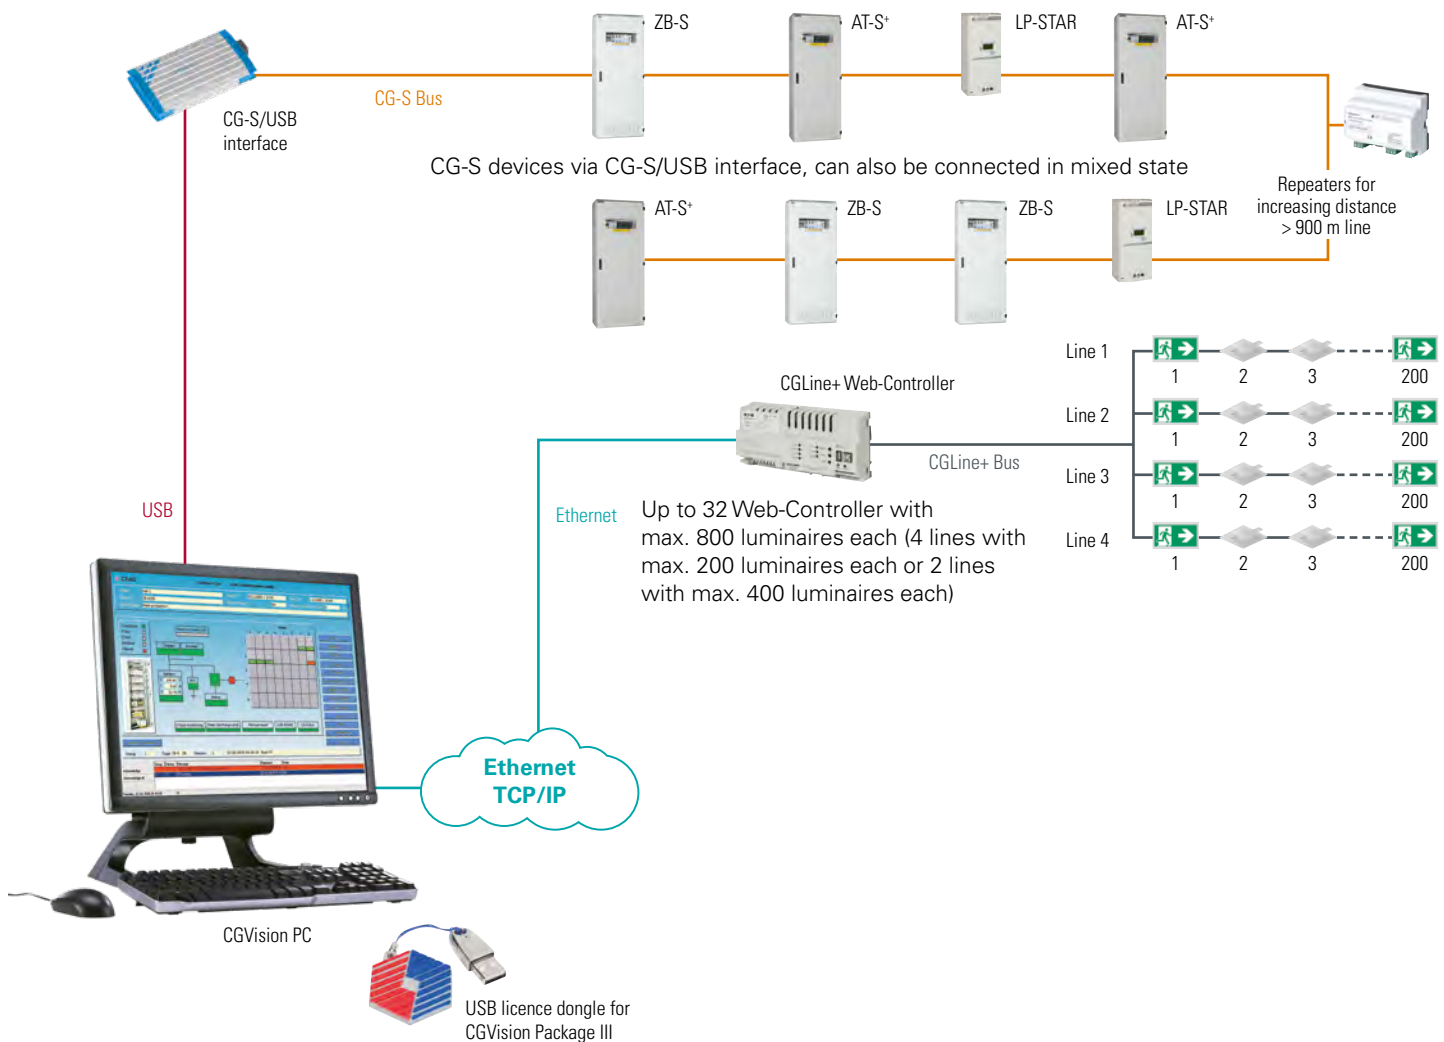 ZB-S
AT-S+
LP-STAR
AT-S+
CG-S Bus
CG-S/USB
interface
CG-S devices via CG-S/USB interface, can also be connected in mixed state
Repeaters for
increasing distance
> 900 m line
AT-S+
ZB-S
ZB-S
LP-STAR
Line 1
1 2 3 200
CGLine+ Web-Controller
Line 2
1 2 3 200
CGLine+ Bus
Line 3
1 2 3 200
Line 4
1 2 3 200
USB
Ethernet
Up to 32 Web-Controller with
max. 800 luminaires each (4 lines with
max. 200 luminaires each or 2 lines
with max. 400 luminaires each)
Ethernet
TCP/IP
CGVision PC
USB licence dongle for
CGVision Package III